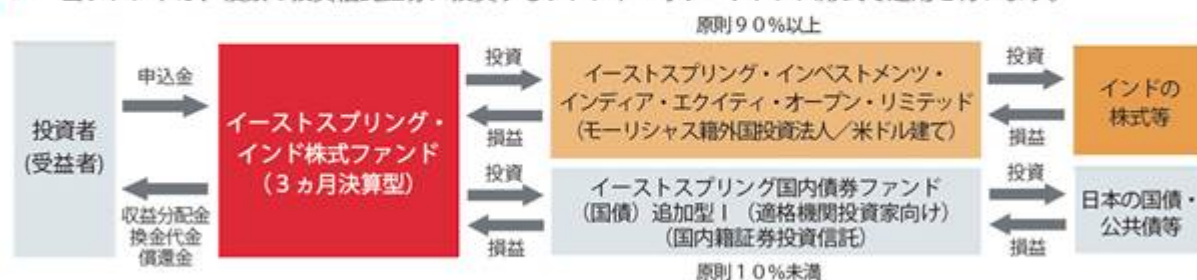 原則90%以上
投資者
(受益者)
申込金
収益分配金
換金代金
償還金
イーストスプリング・
インド株式ファンド
(3ヵ月決算型)
投資
損益
投資
損益
イーストスプリング・インベストメンツ・
インディア・エクイティ・オープン・リミテッド
(モーリシャス籍外国投資法人/米ドル建て)
イーストスプリング国内債券ファンド
(国債)追加型Ⅰ(適格機関投資家向け)
(国内籍証券投資信託)
原則10%未満
投資
損益
投資
損益
インドの
株式等
日本の国債・
公共債等